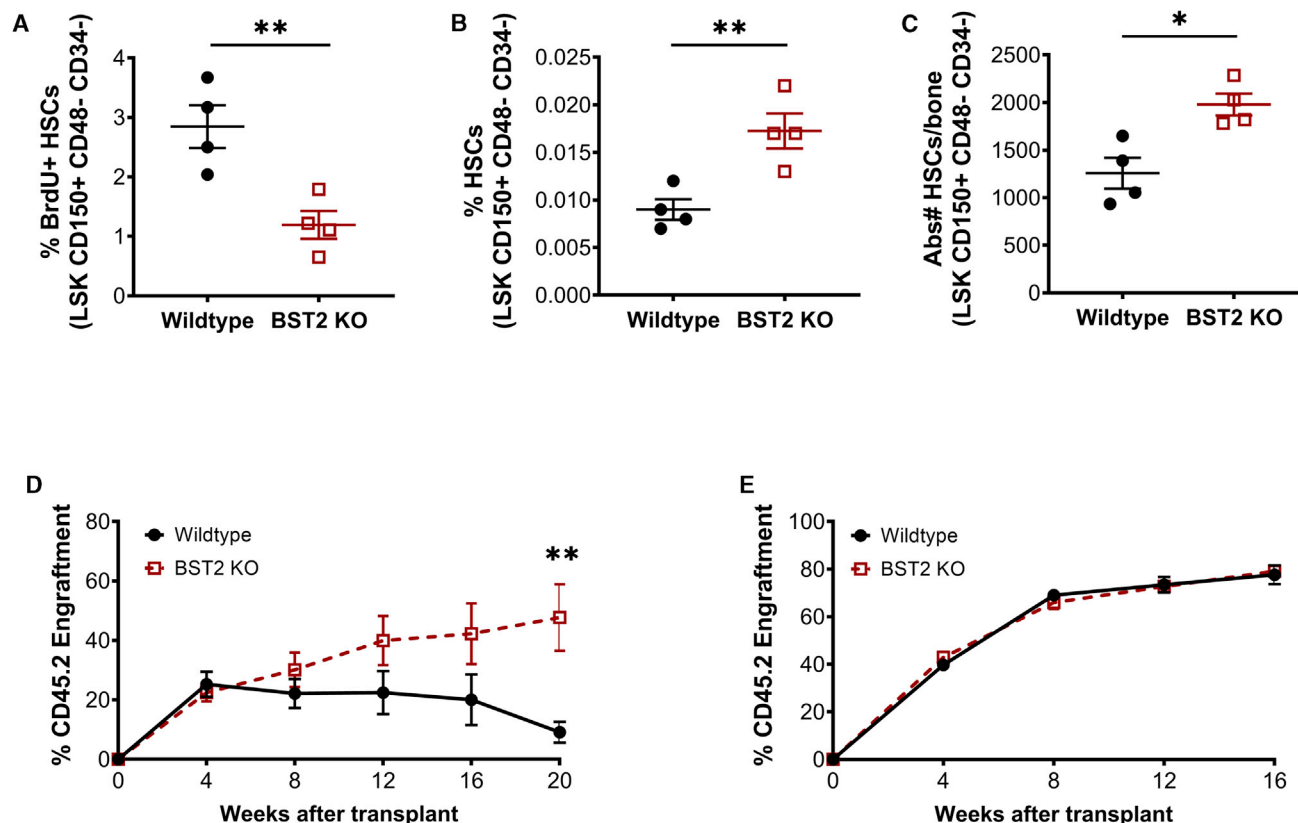 A
**
% BrdU+ HSCs
(LSK CD150+ CD48- CD34-)
4
3
2
1
0
Wildtype
BST2 KO
B
**
% HSCs
(LSK CD150+ CD48- CD34-)
0.025
0.020
0.015
0.010
0.005
0.000
Wildtype
BST2 KO
C
*
Abs# HSCs/bone
(LSK CD150+ CD48- CD34-)
2500
2000
1500
1000
500
0
Wildtype
BST2 KO
D
% CD45.2 Engraftment
80
60
40
20
0
Wildtype
BST2 KO
**
0 4 8 12 16 20
Weeks after transplant
E
% CD45.2 Engraftment
100
80
60
40
20
0
Wildtype
BST2 KO
0 4 8 12 16
Weeks after transplant